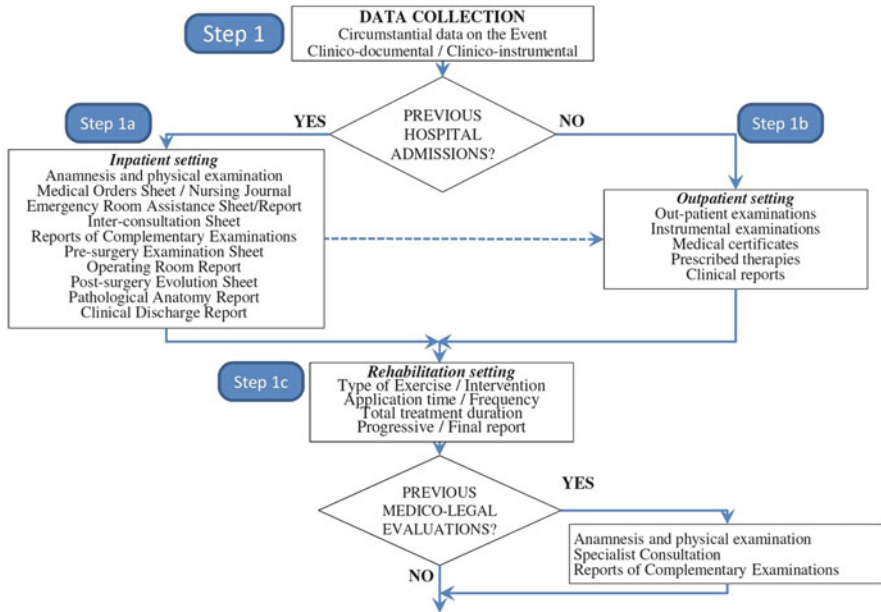 Step 1
DATA COLLECTION
Circumstantial data on the Event
Clinico-documental / Clinico-instrumental
PREVIOUS
HOSPITAL
ADMISSIONS?
YES
NO
Step 1a
Step 1b
Inpatient setting
Anamnesis and physical examination
Medical Orders Sheet / Nursing Journal
Emergency Room Assistance Sheet/Report
Inter-consultation Sheet
Reports of Complementary Examinations
Pre-surgery Examination Sheet
Operating Room Report
Post-surgery Evolution Sheet
Pathological Anatomy Report
Clinical Discharge Report
Outpatient setting
Out-patient examinations
Instrumental examinations
Medical certificates
Prescribed therapies
Clinical reports
Step 1c
Rehabilitation setting
Type of Exercise / Intervention
Application time / Frequency
Total treatment duration
Progressive / Final report
PREVIOUS
MEDICO-LEGAL
EVALUATIONS?
YES
NO
Anamnesis and physical examination
Specialist Consultation
Reports of Complementary Examinations